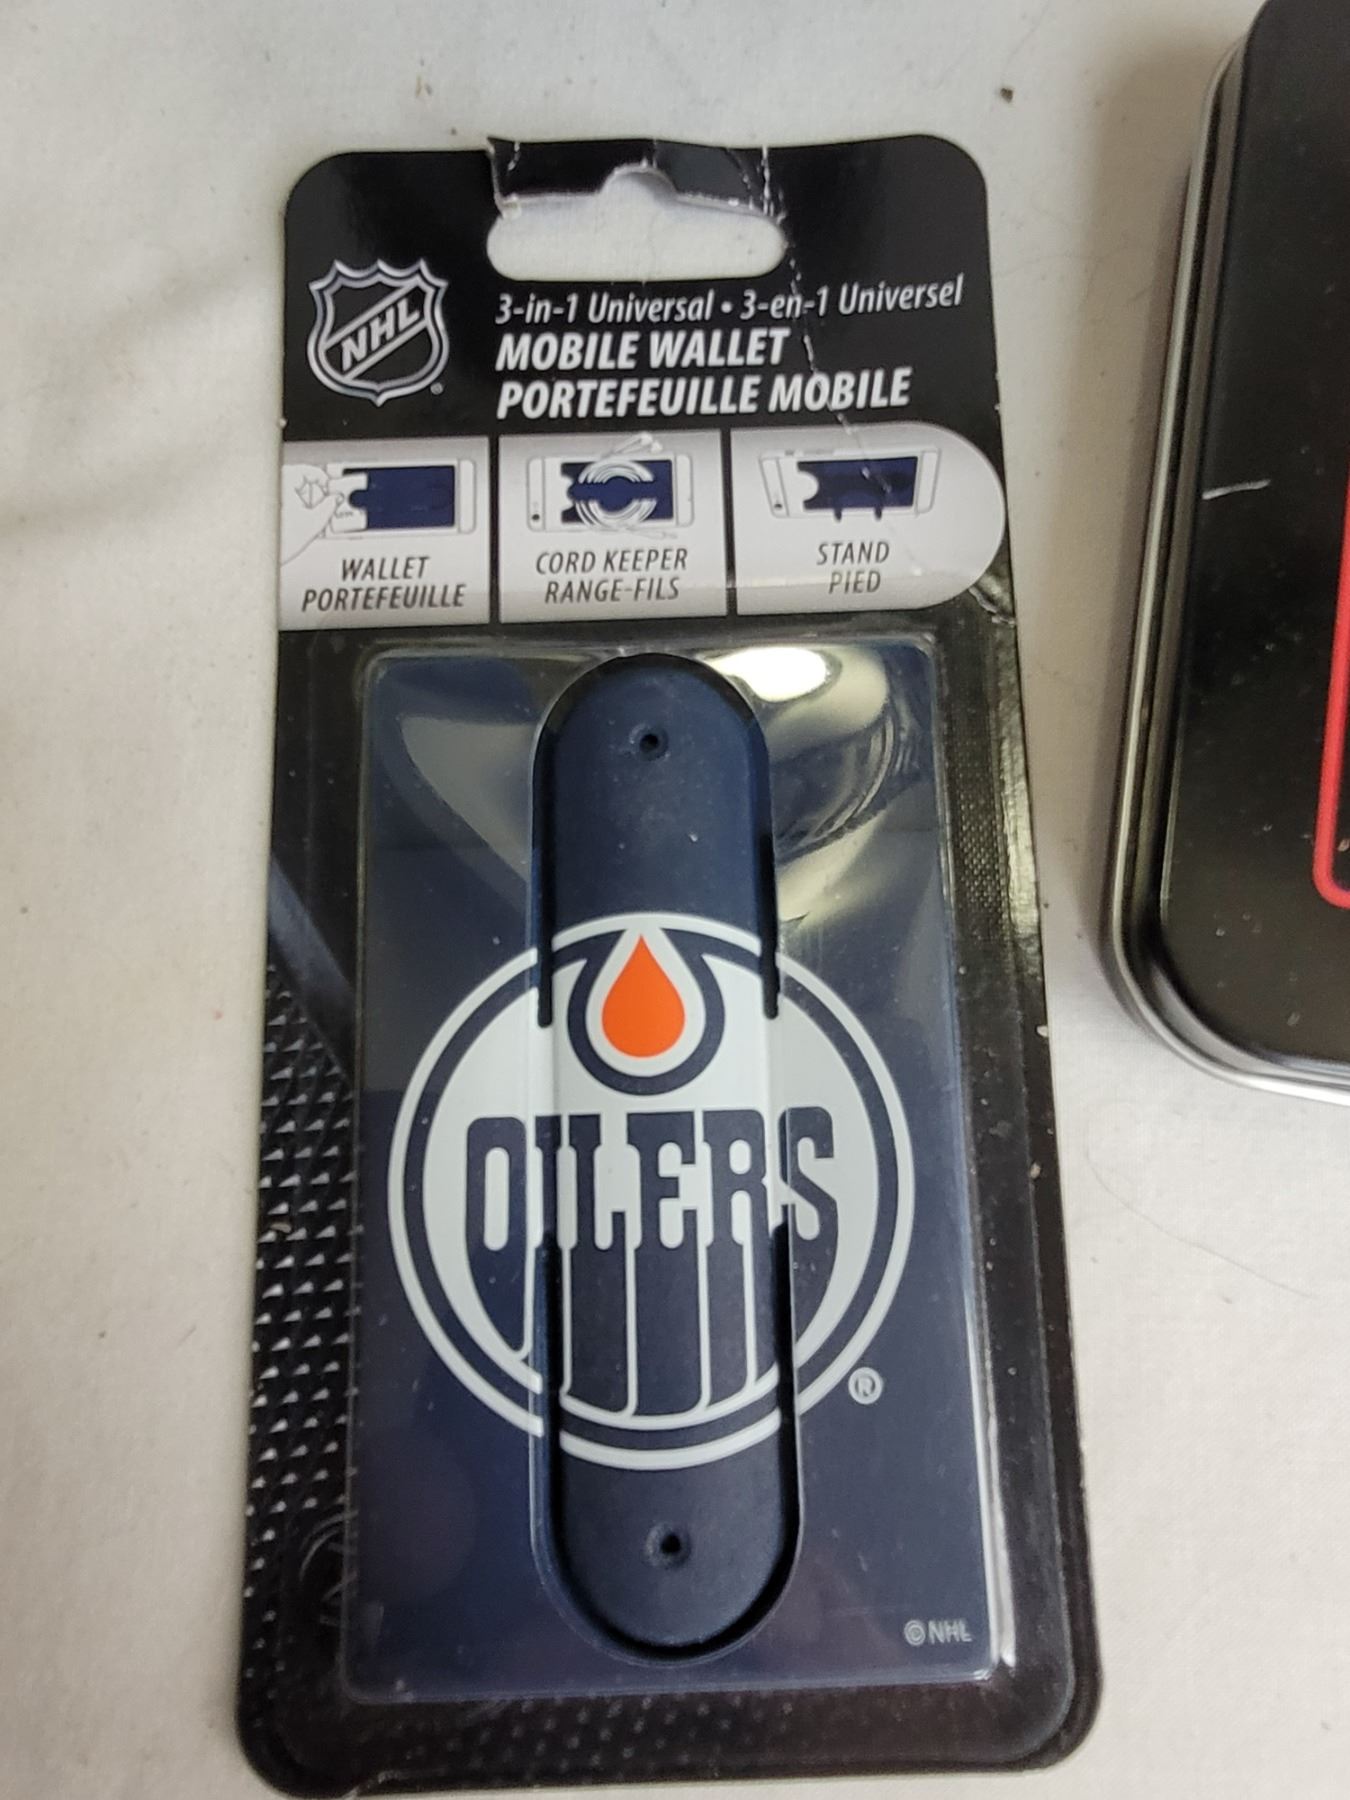 NHL
3-in-1 Universal • 3-en-1 Universel
MOBILE WALLET
PORTEFEUILLE MOBILE
WALLET
PORTEFEUILLE
CORD KEEPER
RANGE-FILS
STAND
PIED
OILERS
®
© NHL